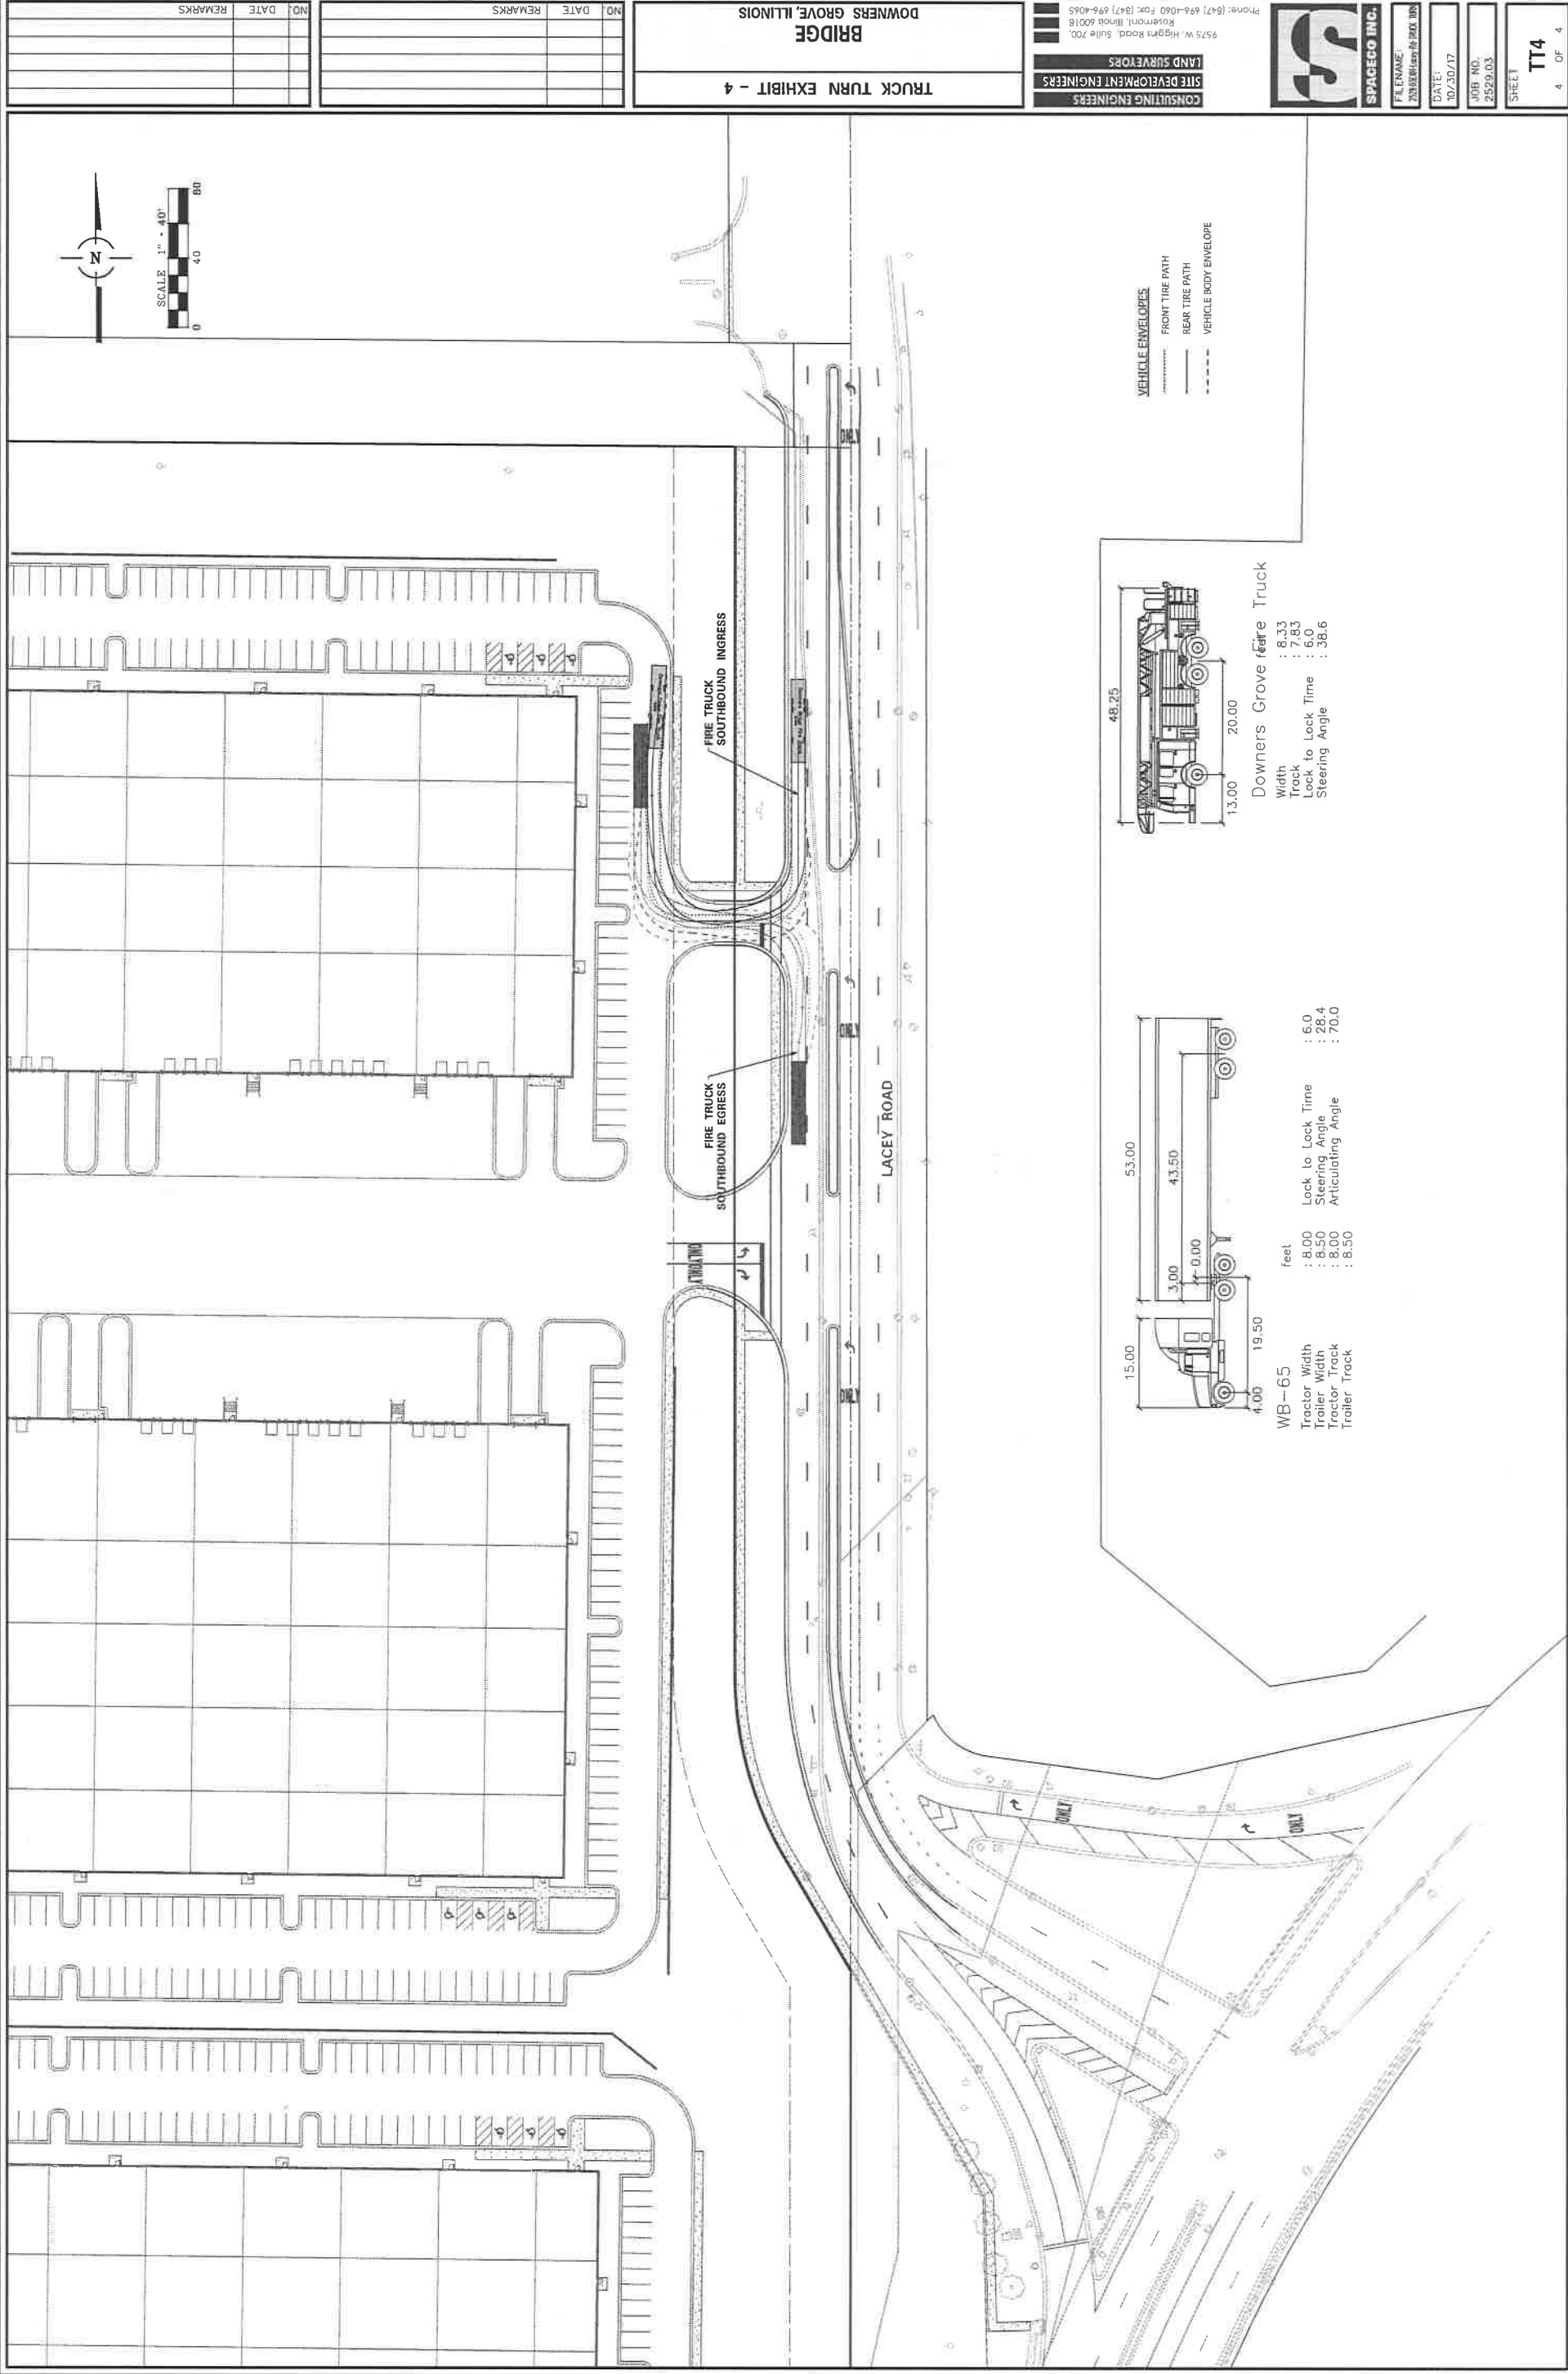 NO. DATE REMARKS
NO. DATE REMARKS
TRUCK TURN EXHIBIT - 4
BRIDGE
DOWNERS GROVE, ILLINOIS
CONSULTING ENGINEERS
SITE DEVELOPMENT ENGINEERS
LAND SURVEYORS
9575 W. Higgins Road, Suite 700,
Rosemont, Illinois 60018
Phone: (847) 696-4060 Fax: (847) 696-4065
SPACECO INC.
FILENAME:
DATE:
10/30/17
JOB NO.
2529.03
SHEET
TT4
4 OF 4
N
SCALE 1" - 40'
0 40 80
FIRE TRUCK
SOUTHBOUND INGRESS
FIRE TRUCK
SOUTHBOUND EGRESS
LACEY ROAD
ONLY
ONLY
ONLY
ONLYONLY
ONLY
ONLY
VEHICLE ENVELOPES
FRONT TIRE PATH
REAR TIRE PATH
VEHICLE BODY ENVELOPE
48.25
13.00 20.00
Downers Grove Fire Truck
feet
Width : 8.33
Track : 7.83
Lock to Lock Time : 6.0
Steering Angle : 38.6
53.00
15.00
43.50
3.00
0.00
4.00 19.50
WB-65
feet
Tractor Width : 8.00 Lock to Lock Time : 6.0
Trailer Width : 8.50 Steering Angle : 28.4
Tractor Track : 8.00 Articulating Angle : 70.0
Trailer Track : 8.50